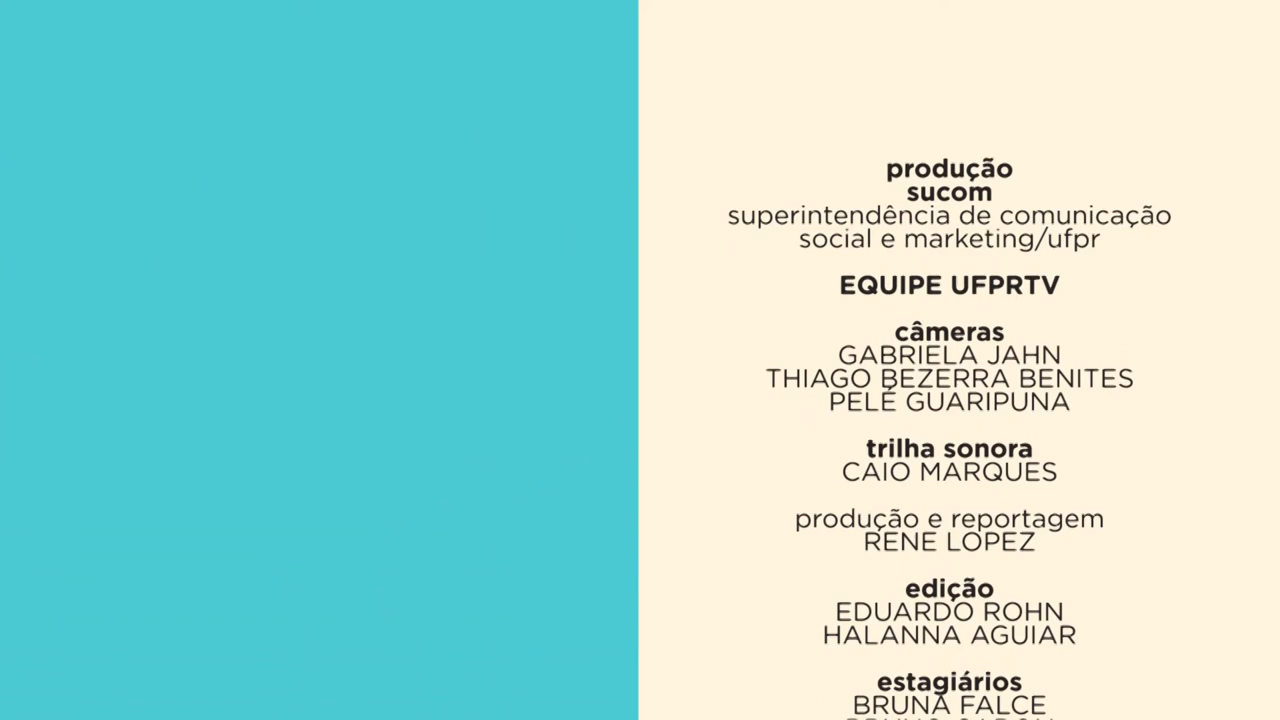 produção
sucom
superintendência de comunicação
social e marketing/ufpr
EQUIPE UFPRTV
câmeras
GABRIELA JAHN
THIAGO BEZERRA BENITES
PELÉ GUARIPUNA
trilha sonora
CAIO MARQUES
produção e reportagem
RENE LOPEZ
edição
EDUARDO ROHN
HALANNA AGUIAR
estagiários
BRUNA FALCE